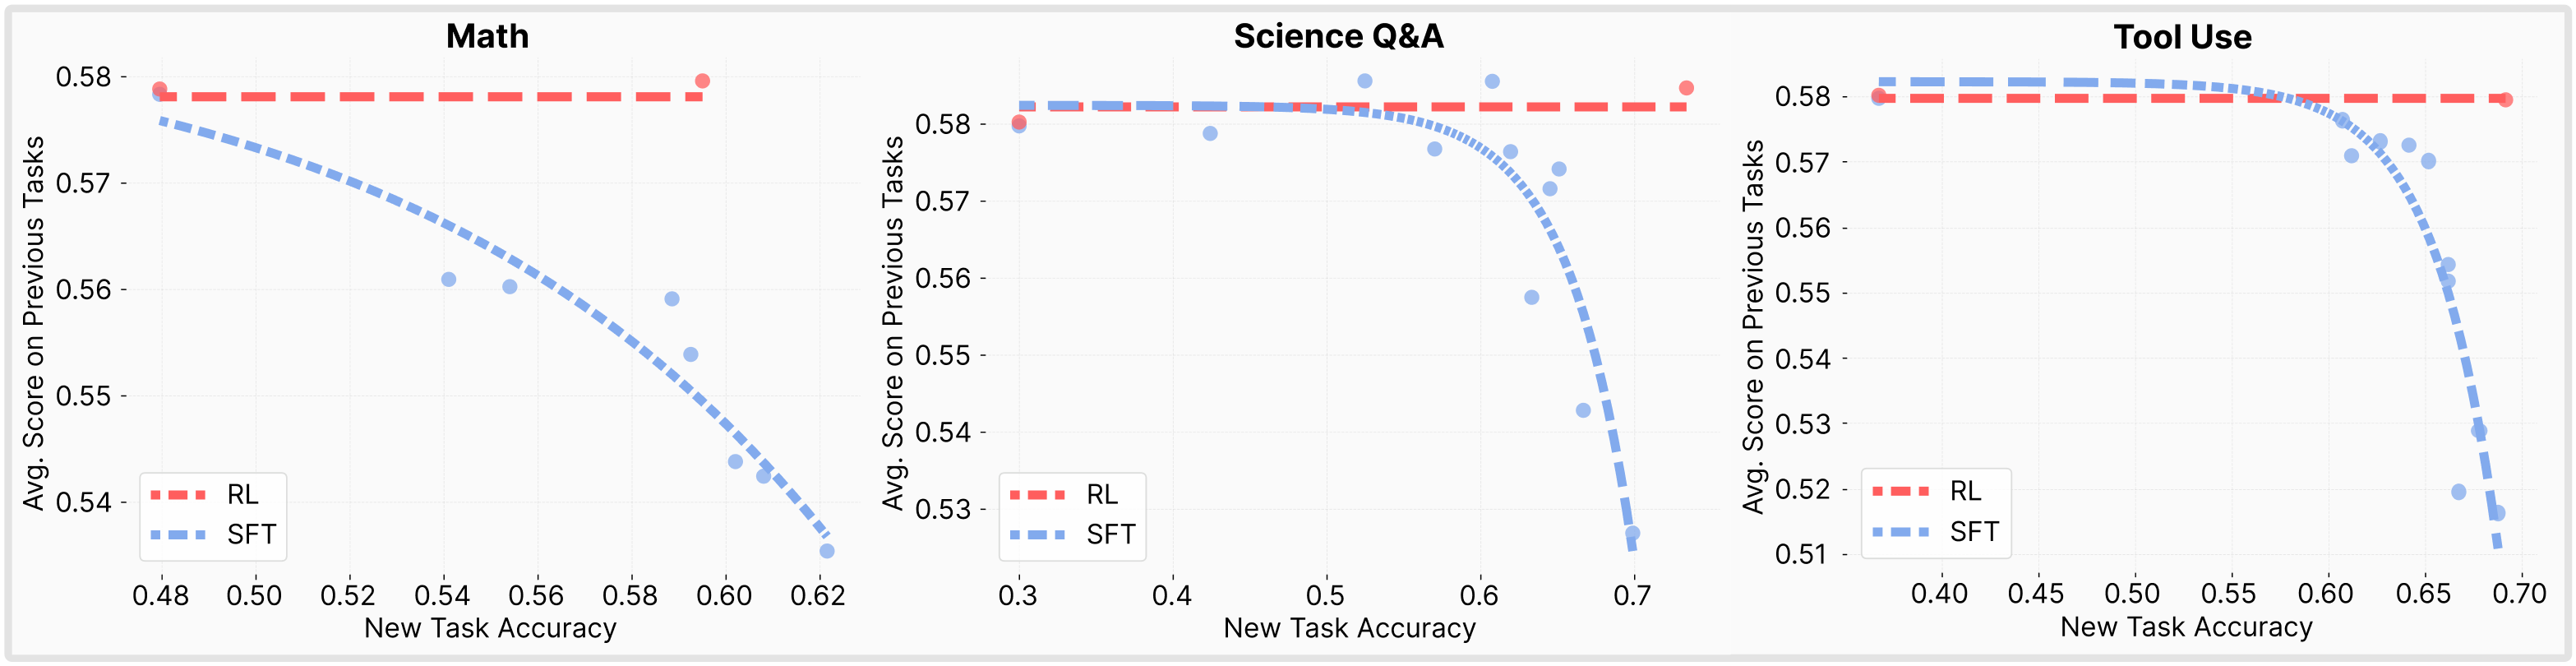 Math
Avg. Score on Previous Tasks
0.58
0.57
0.56
0.55
0.54
RL
SFT
0.48 0.50 0.52 0.54 0.56 0.58 0.60 0.62
New Task Accuracy
Science Q&A
Avg. Score on Previous Tasks
0.58
0.57
0.56
0.55
0.54
0.53
RL
SFT
0.3 0.4 0.5 0.6 0.7
New Task Accuracy
Tool Use
Avg. Score on Previous Tasks
0.58
0.57
0.56
0.55
0.54
0.53
0.52
0.51
RL
SFT
0.40 0.45 0.50 0.55 0.60 0.65 0.70
New Task Accuracy